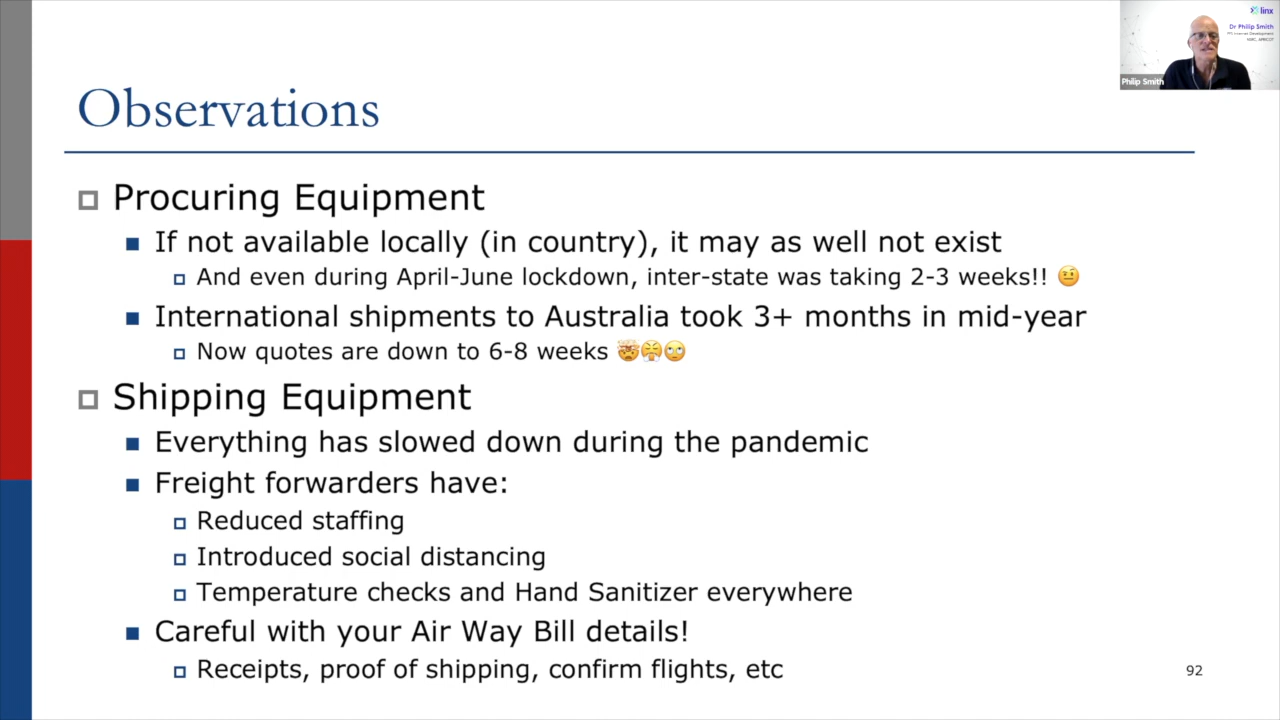 linx
Dr Philip Smith
Philip Smith
Observations
Procuring Equipment
If not available locally (in country), it may as well not exist
And even during April-June lockdown, inter-state was taking 2-3 weeks!! 🤨
International shipments to Australia took 3+ months in mid-year
Now quotes are down to 6-8 weeks 🤯😤🙄
Shipping Equipment
Everything has slowed down during the pandemic
Freight forwarders have:
Reduced staffing
Introduced social distancing
Temperature checks and Hand Sanitizer everywhere
Careful with your Air Way Bill details!
Receipts, proof of shipping, confirm flights, etc
92